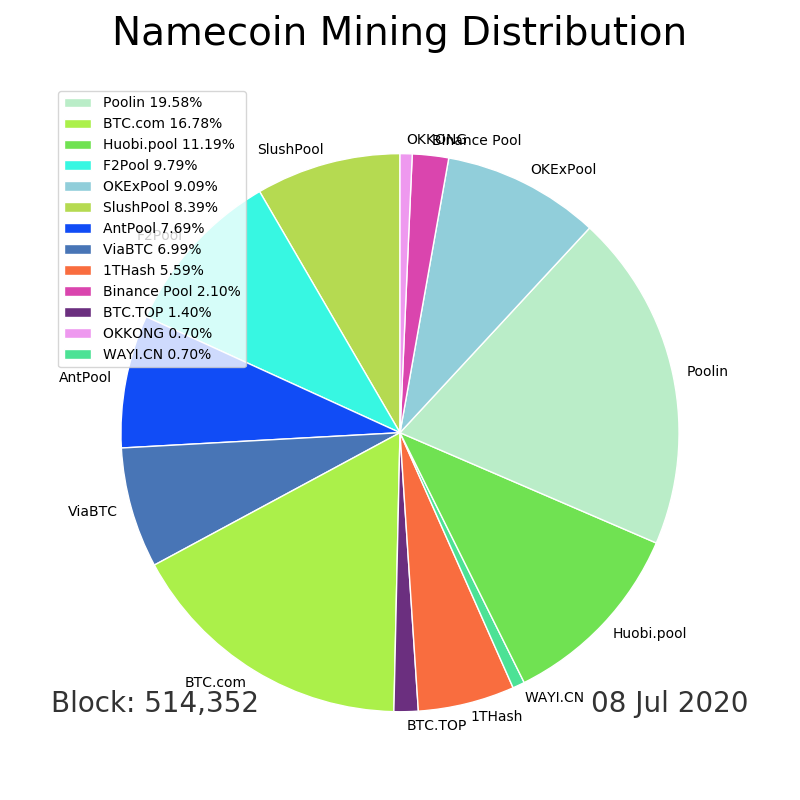 Namecoin Mining Distribution
Poolin 19.58%
BTC.com 16.78%
Huobi.pool 11.19%
F2Pool 9.79%
OKExPool 9.09%
SlushPool 8.39%
AntPool 7.69%
ViaBTC 6.99%
1THash 5.59%
Binance Pool 2.10%
BTC.TOP 1.40%
OKKONG 0.70%
WAYI.CN 0.70%
OKKONG
Binance Pool
SlushPool
OKExPool
F2Pool
Poolin
AntPool
ViaBTC
Huobi.pool
BTC.com
WAYI.CN
1THash
BTC.TOP
Block: 514,352
08 Jul 2020